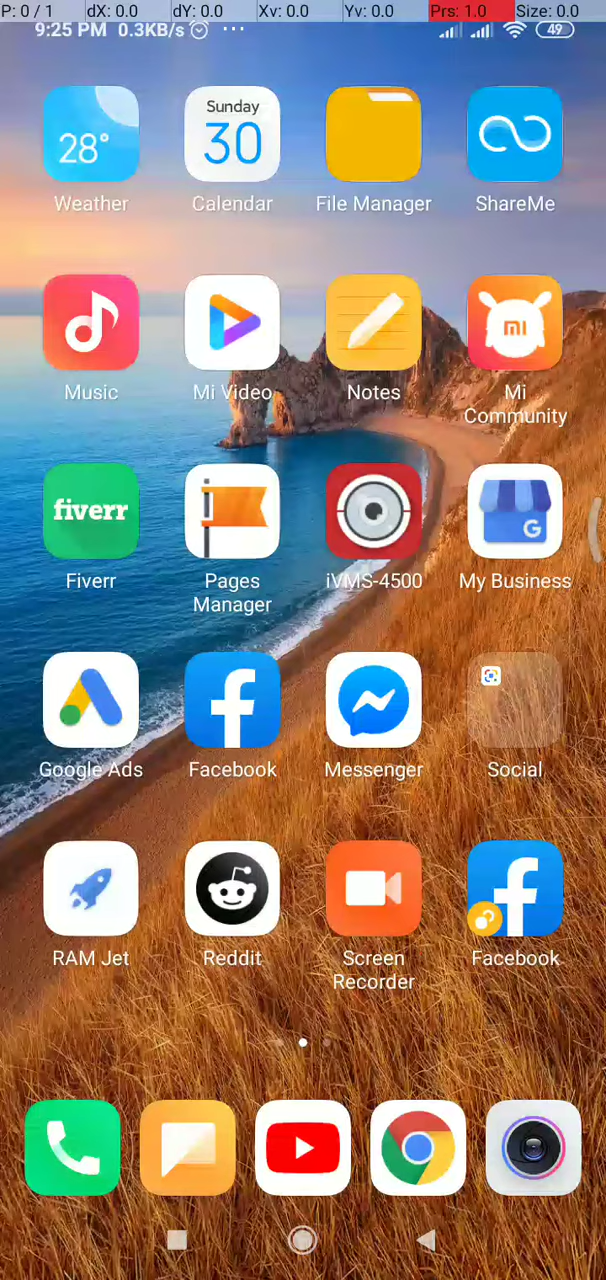 P: 0 / 1 dX: 0.0 dY: 0.0 Xv: 0.0 Yv: 0.0 Prs: 1.0 Size: 0.0
9:25 PM 0.3KB/s ... 49
28° Sunday 30
Weather Calendar File Manager ShareMe
mi
Music Mi Video Notes Mi
Community
fiverr G
Fiverr Pages iVMS-4500 My Business
Manager
Google Ads Facebook Messenger Social
RAM Jet Reddit Screen Facebook
Recorder